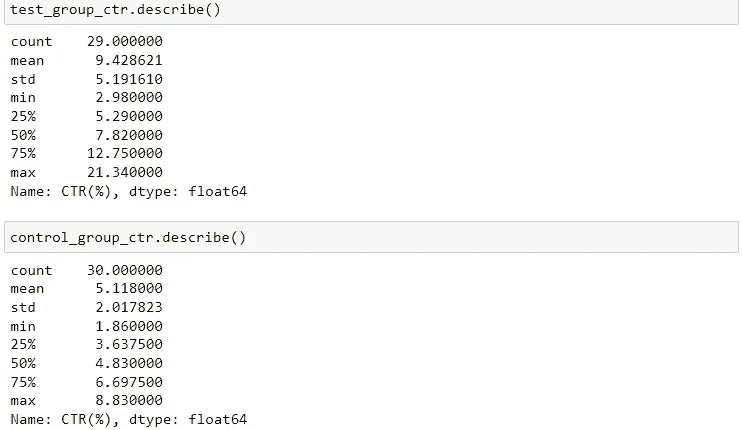 test_group_ctr.describe()
count    29.000000
mean      9.428621
std       5.191610
min       2.980000
25%       5.290000
50%       7.820000
75%      12.750000
max      21.340000
Name: CTR(%), dtype: float64
control_group_ctr.describe()
count    30.000000
mean      5.118000
std       2.017823
min       1.860000
25%       3.637500
50%       4.830000
75%       6.697500
max       8.830000
Name: CTR(%), dtype: float64